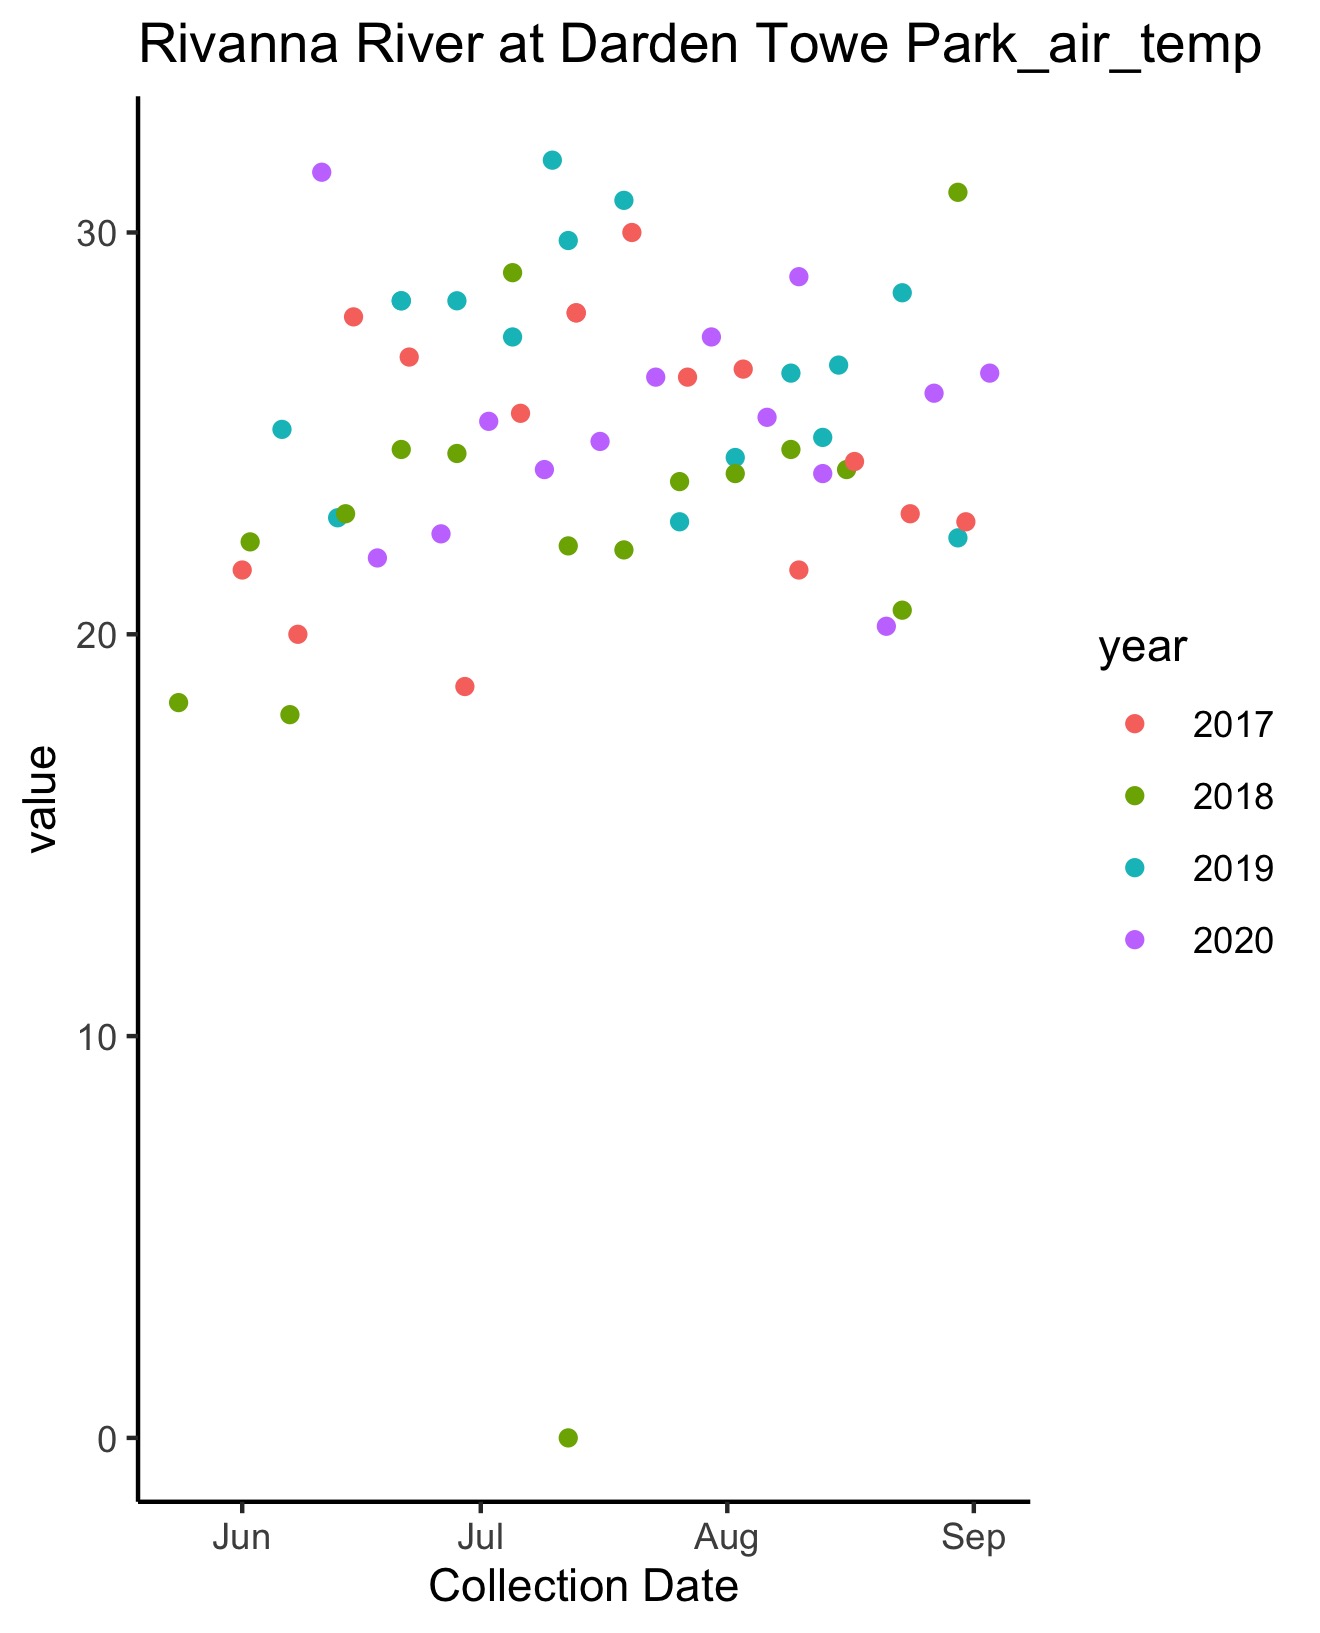 Rivanna River at Darden Towe Park_air_temp
30
20
10
0
value
Jun Jul Aug Sep
Collection Date
year
2017
2018
2019
2020